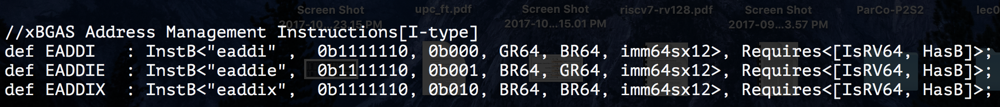 Screen Shot upc_ft.pdf Screen Shot riscv7-rv128.pdf Screen Shot ParCo-P2S2 lec0
2017-10...23.15 PM 2017-10...15.01 PM 2017-09...3.57 PM
//xBGAS Address Management Instructions[I-type]
def EADDI  : InstB<"eaddi" ,  0b1111110, 0b000, GR64, BR64, imm64sx12>, Requires<[IsRV64, HasB]>;
def EADDIE  : InstB<"eaddie",  0b1111110, 0b001, BR64, GR64, imm64sx12>, Requires<[IsRV64, HasB]>;
def EADDIX  : InstB<"eaddix",  0b1111110, 0b010, BR64, BR64, imm64sx12>, Requires<[IsRV64, HasB]>;